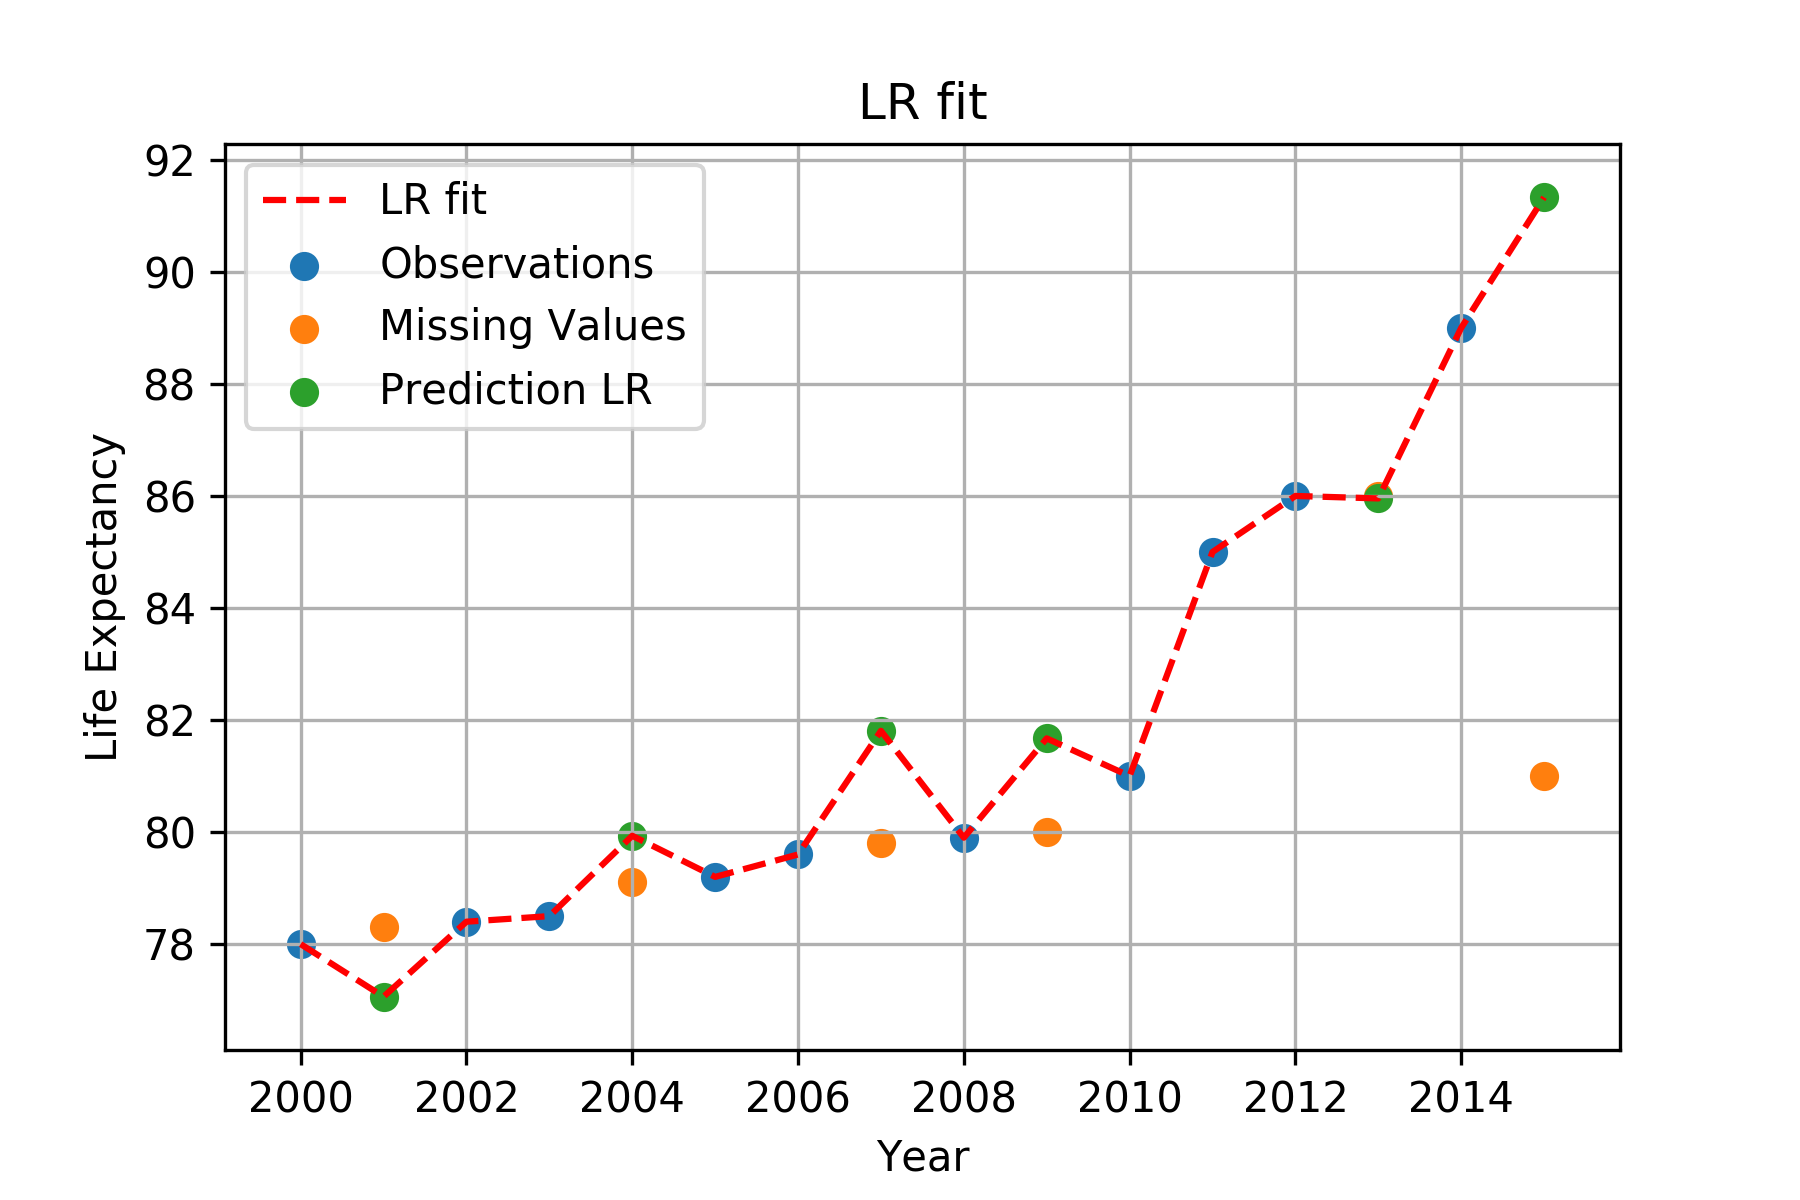 LR fit
92
90
88
86
84
82
80
78
LR fit
Observations
Missing Values
Prediction LR
Life Expectancy
2000 2002 2004 2006 2008 2010 2012 2014
Year